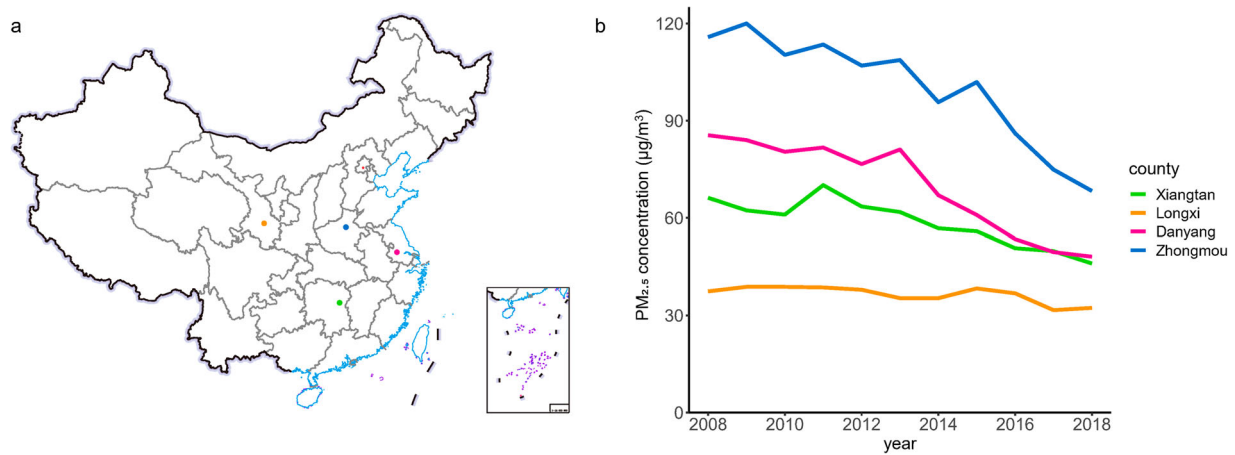 a
b
PM₂.₅ concentration (μg/m³)
120
90
60
30
0
2008
2010
2012
2014
2016
2018
year
county
Xiangtan
Longxi
Danyang
Zhongmou